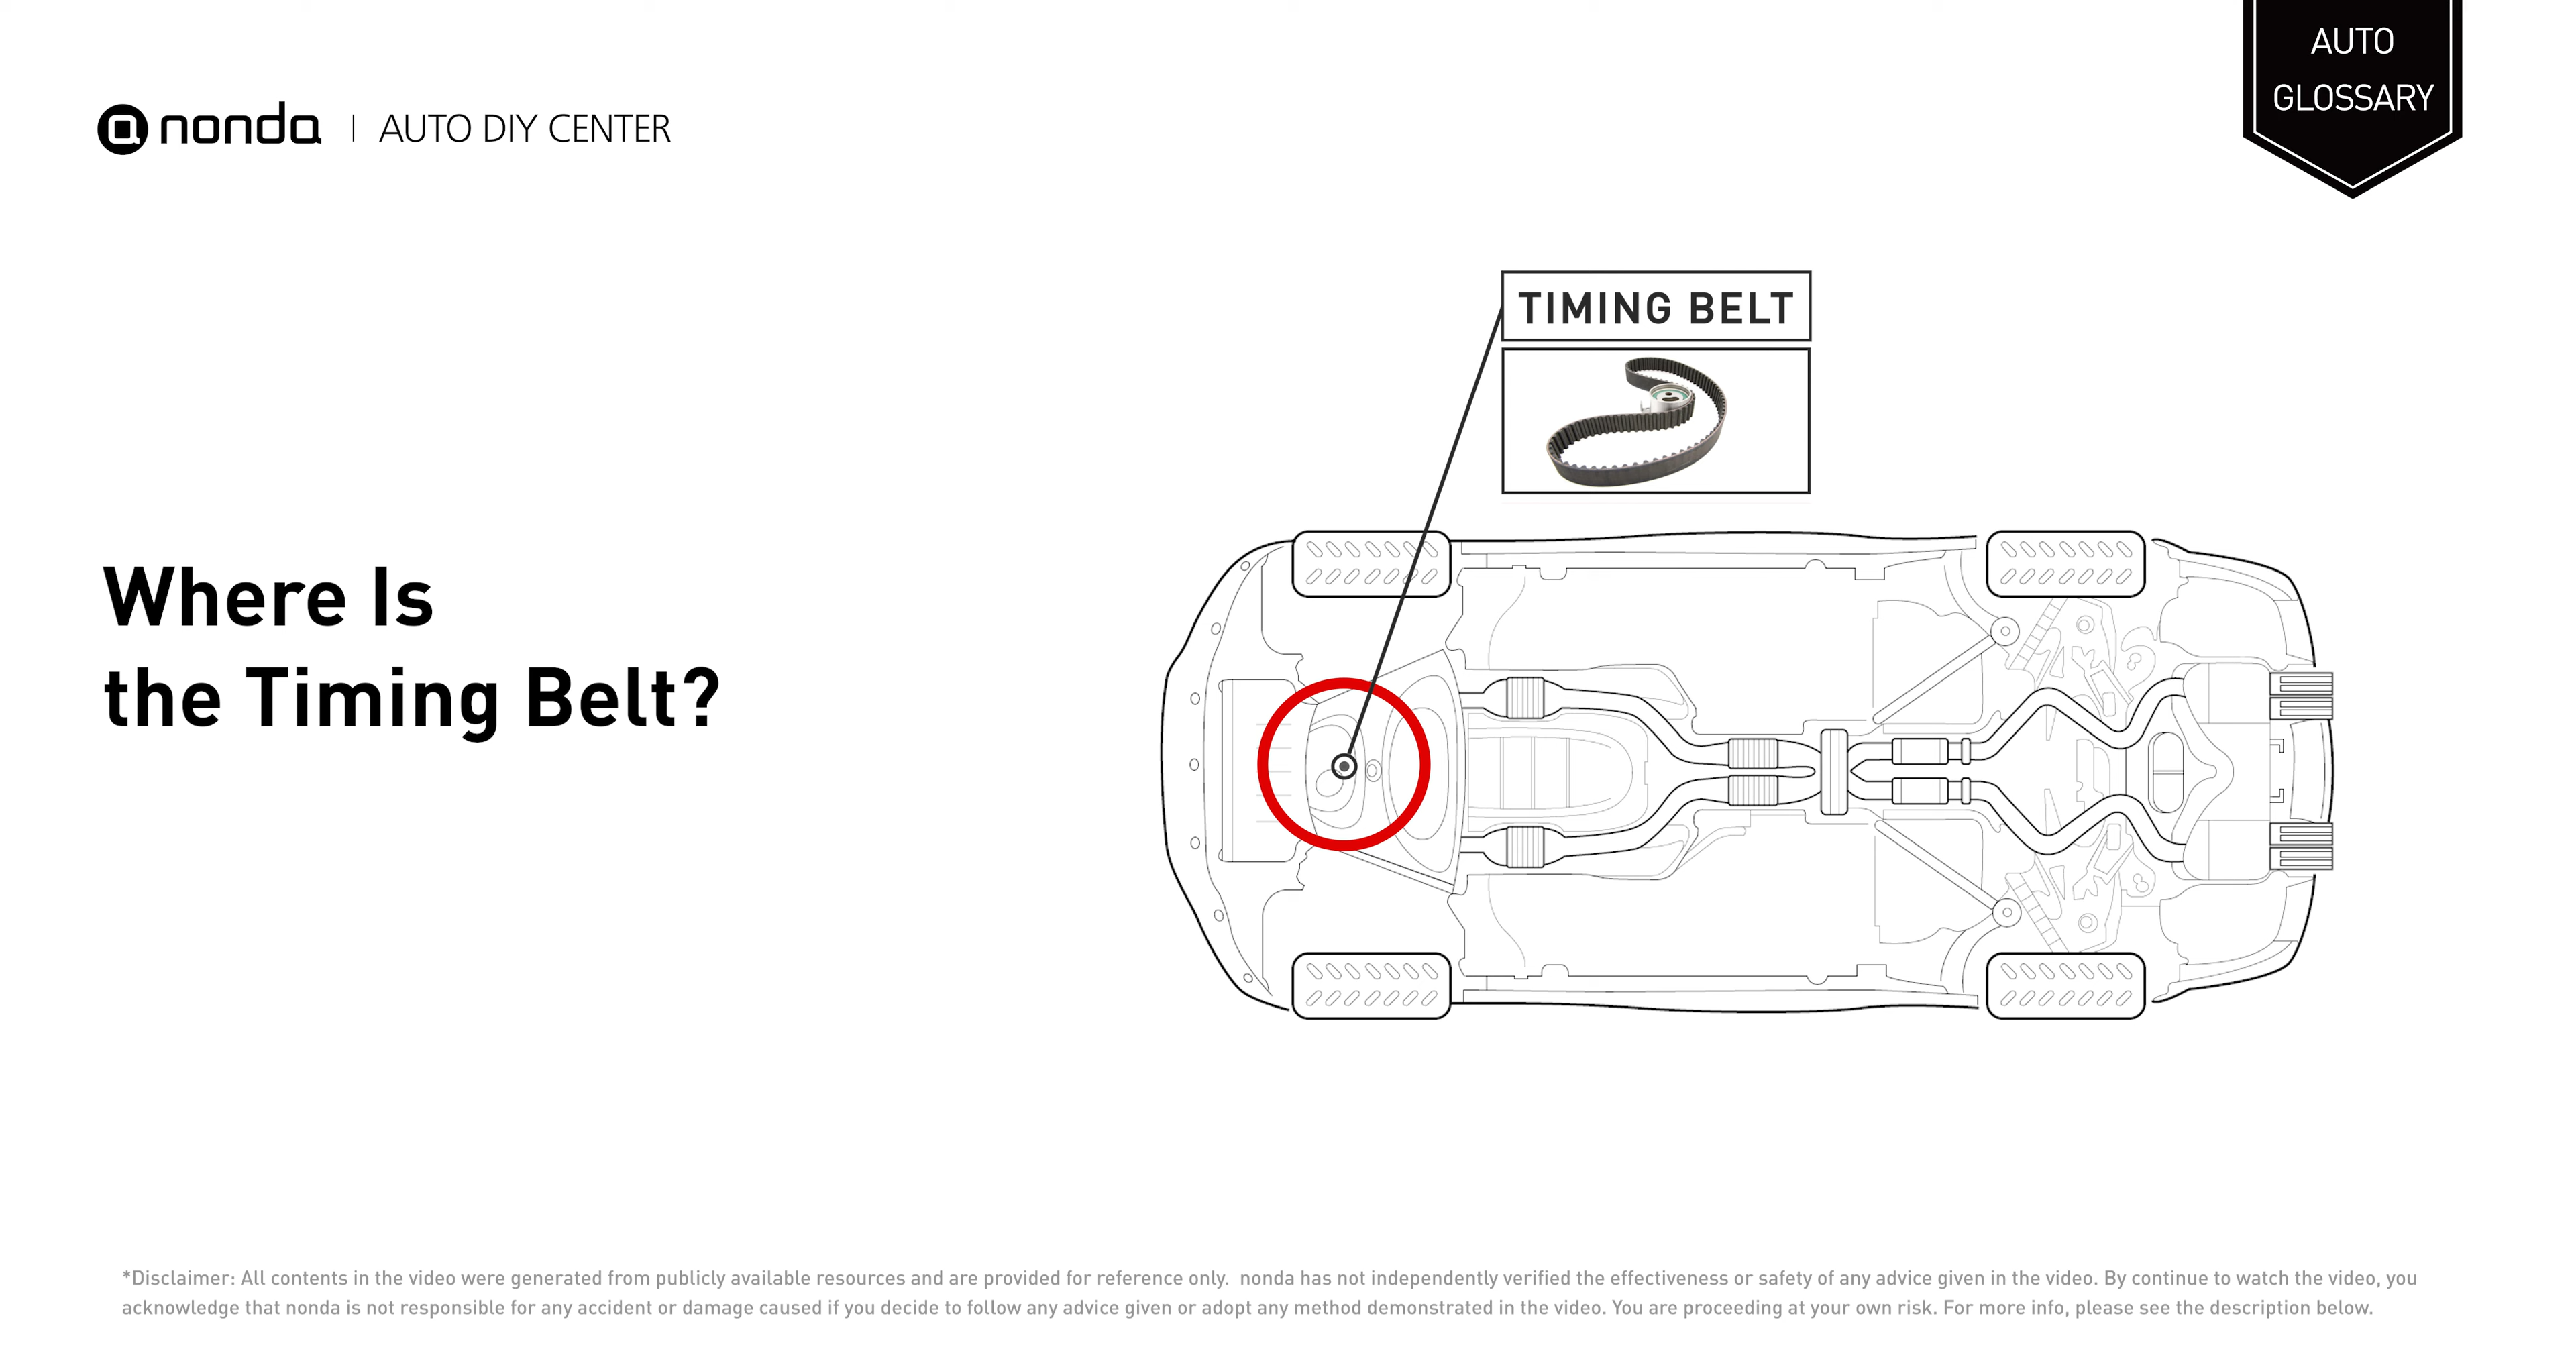 AUTO
GLOSSARY
nonda | AUTO DIY CENTER
TIMING BELT
Where Is
the Timing Belt?
*Disclaimer: All contents in the video were generated from publicly available resources and are provided for reference only.  nonda has not independently verified the effectiveness or safety of any advice given in the video. By continue to watch the video, you
acknowledge that nonda is not responsible for any accident or damage caused if you decide to follow any advice given or adopt any method demonstrated in the video. You are proceeding at your own risk. For more info, please see the description below.